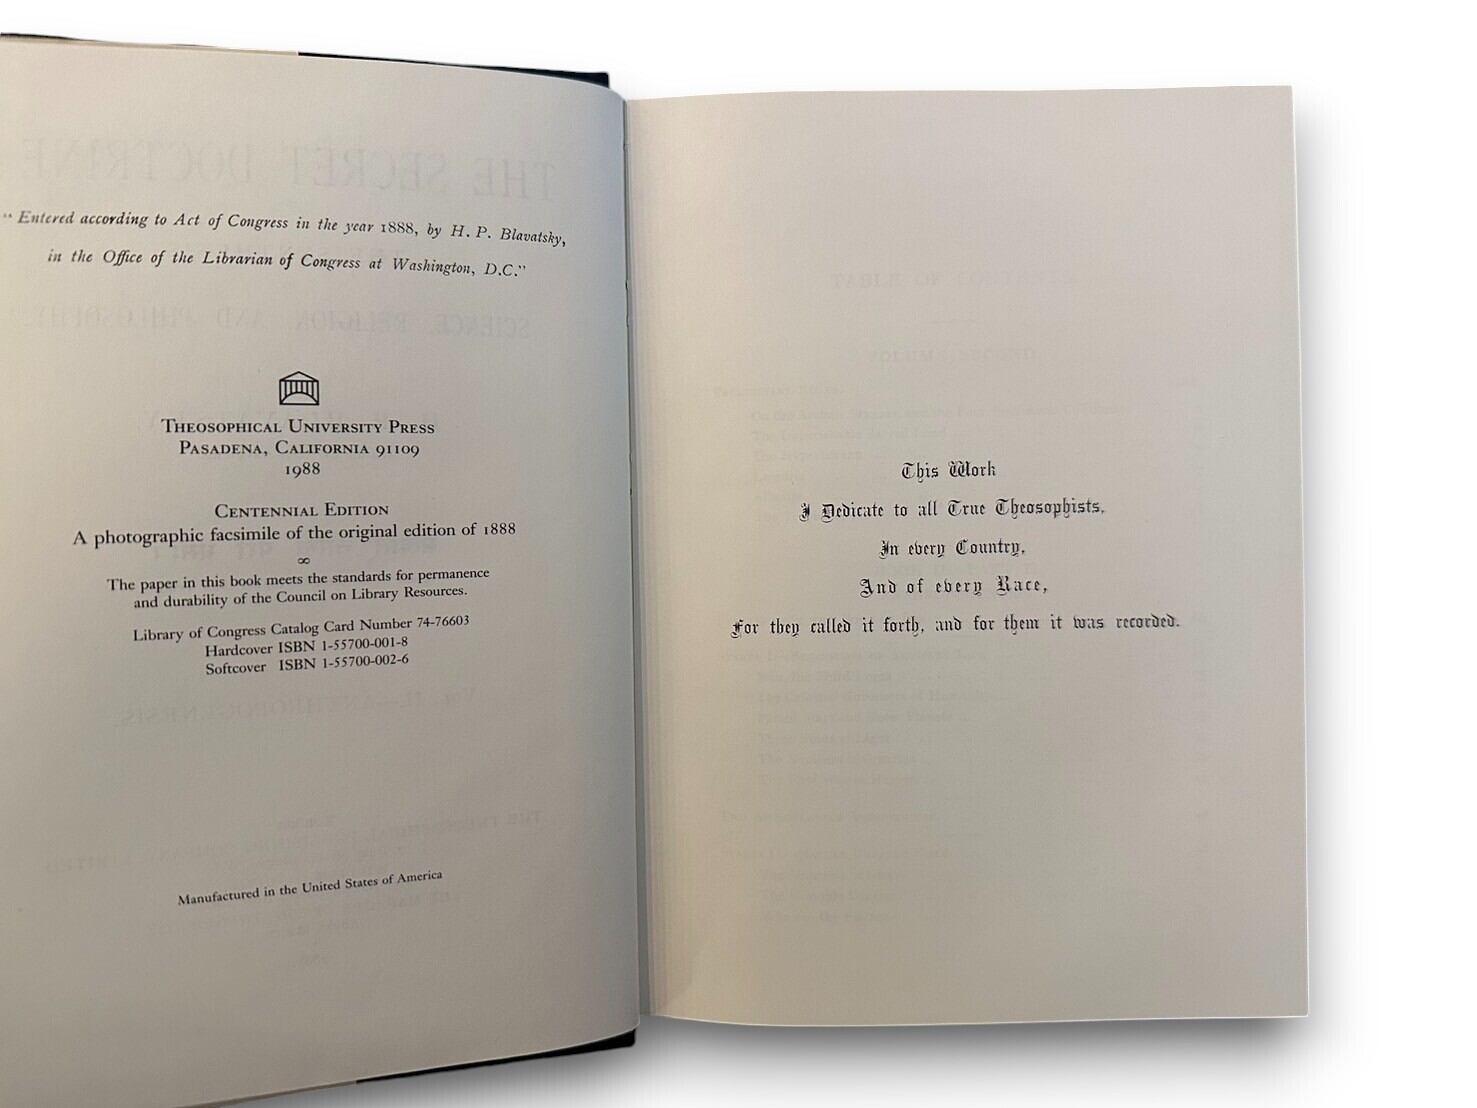 " Entered according to Act of Congress in the year 1888, by H. P. Blavatsky,
in the Office of the Librarian of Congress at Washington, D.C."
Theosophical University Press
Pasadena, California 91109
1988
Centennial Edition
A photographic facsimile of the original edition of 1888
∞
The paper in this book meets the standards for permanence
and durability of the Council on Library Resources.
Library of Congress Catalog Card Number 74-76603
Hardcover ISBN 1-55700-001-8
Softcover ISBN 1-55700-002-6
Manufactured in the United States of America
This Work
I Dedicate to all True Theosophists,
In every Country,
And of every Race,
For they called it forth, and for them it was recorded.